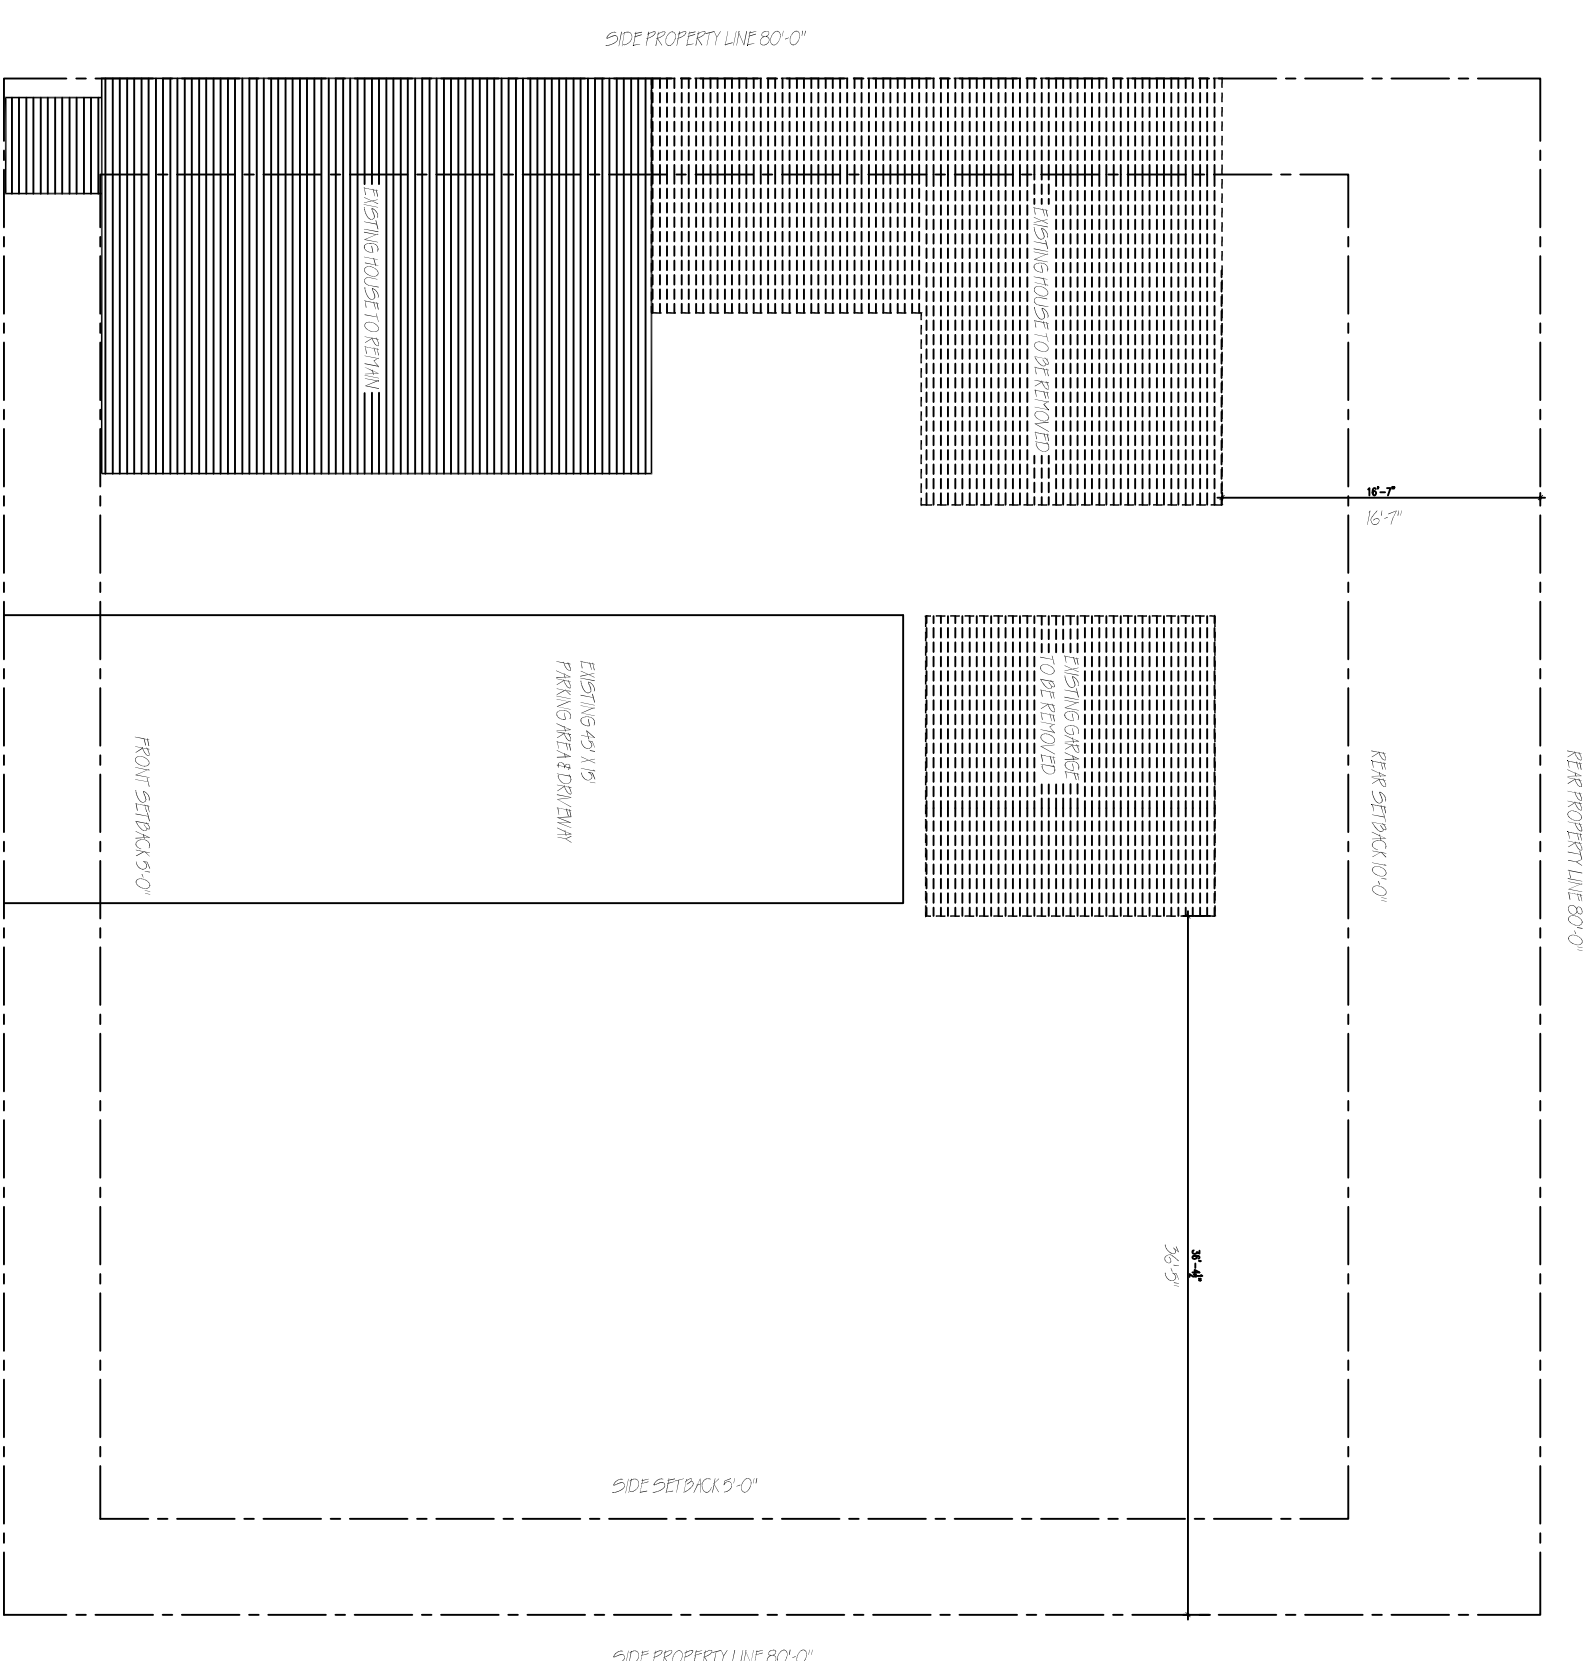 SIDE PROPERTY LINE 80'-0"
EXISTING HOUSE TO REMAIN
EXISTING HOUSE TO BE REMOVED
16'-7"
16'-7"
EXISTING 45' X 15'
PARKING AREA & DRIVEWAY
EXISTING GARAGE
TO BE REMOVED
FRONT SETBACK 5'-0"
REAR SETBACK 10'-0"
REAR PROPERTY LINE 80'-0"
36'-4½"
36'-5"
SIDE SETBACK 5'-0"
SIDE PROPERTY LINE 80'-0"